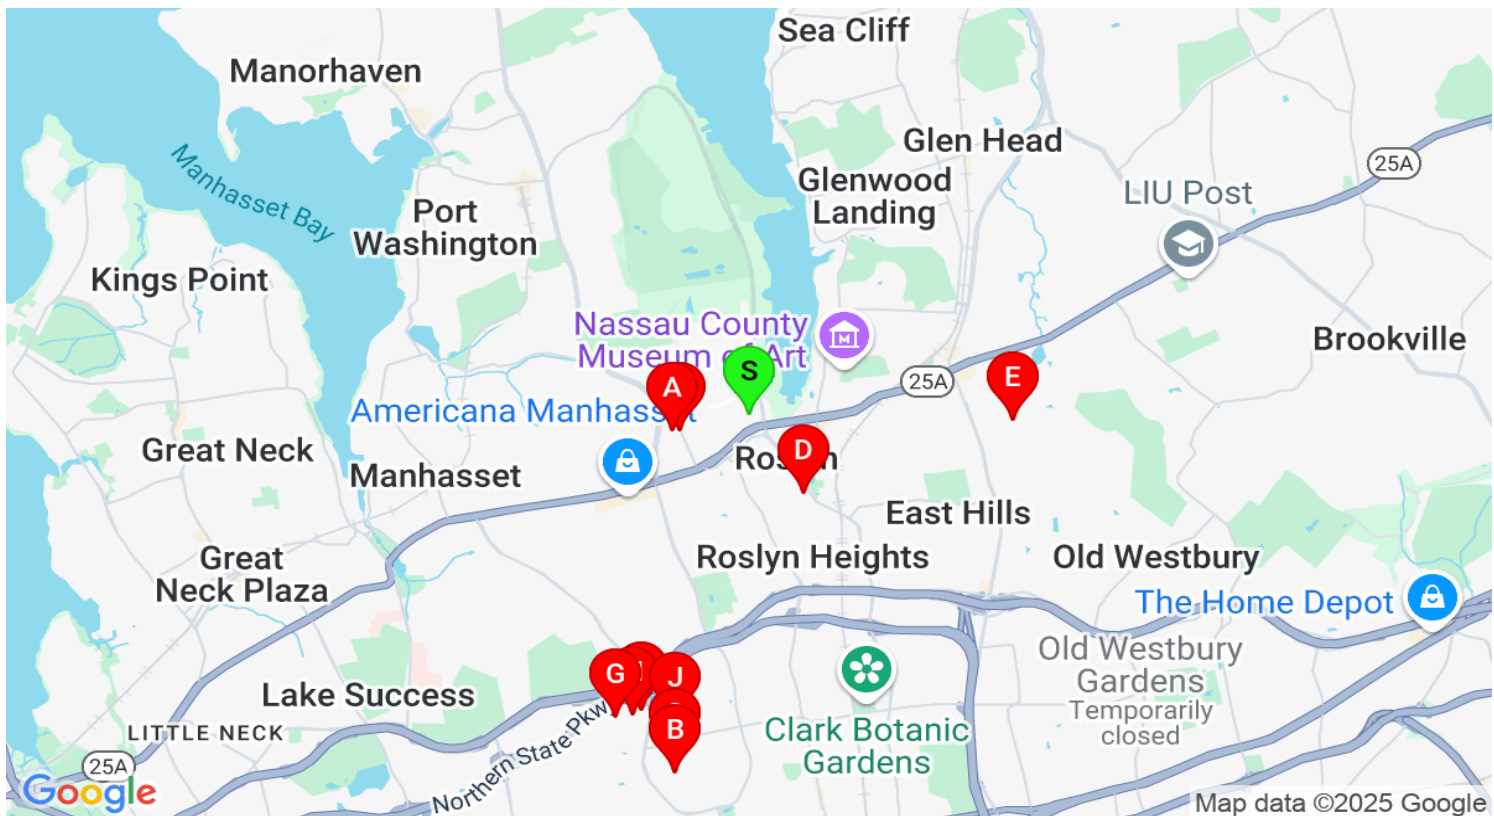 Sea Cliff
Manorhaven
Glen Head
25A
Manhasset Bay
Glenwood
Landing
LIU Post
Port
Washington
Kings Point
Nassau County
Museum of Art
Brookville
S
E
25A
A
Americana Manhasset
Great Neck
Manhasset
D
Roslyn
East Hills
Great
Neck Plaza
Roslyn Heights
Old Westbury
The Home Depot
Old Westbury
Gardens
Temporarily
closed
G
J
Lake Success
LITTLE NECK
B
Clark Botanic
Gardens
Northern State Pkwy
25A
Google
Map data ©2025 Google